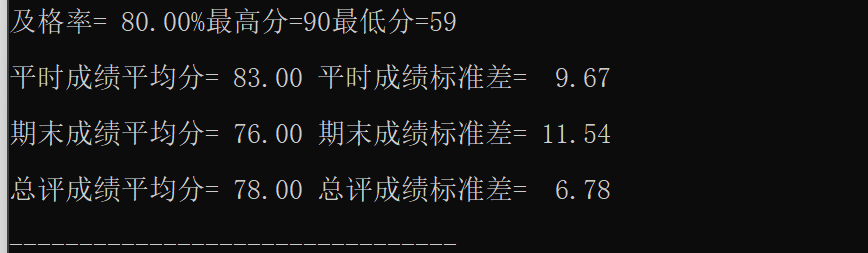 及格率= 80.00%最高分=90最低分=59
平时成绩平均分= 83.00 平时成绩标准差=  9.67
期末成绩平均分= 76.00 期末成绩标准差= 11.54
总评成绩平均分= 78.00 总评成绩标准差=  6.78
--------------------------------